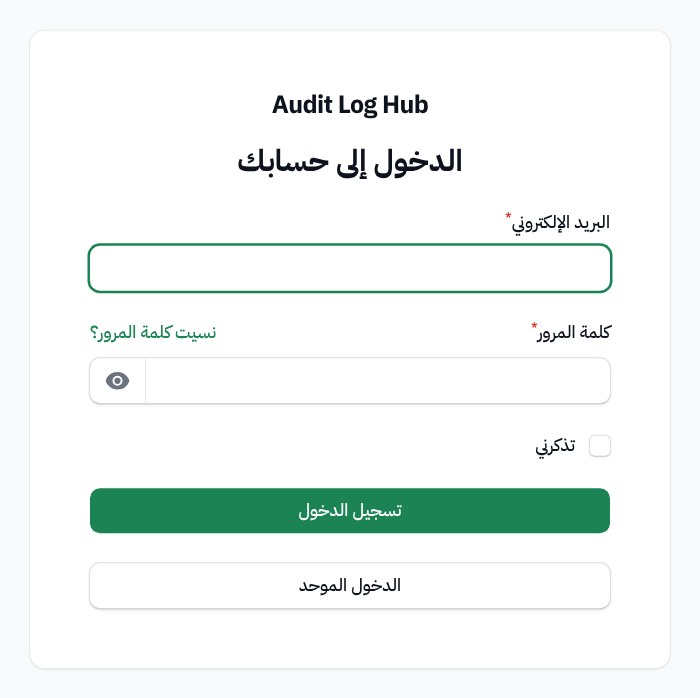 Audit Log Hub
الدخول إلى حسابك
البريد الإلكتروني*
كلمة المرور*
نسيت كلمة المرور؟
تذكرني
تسجيل الدخول
الدخول الموحد